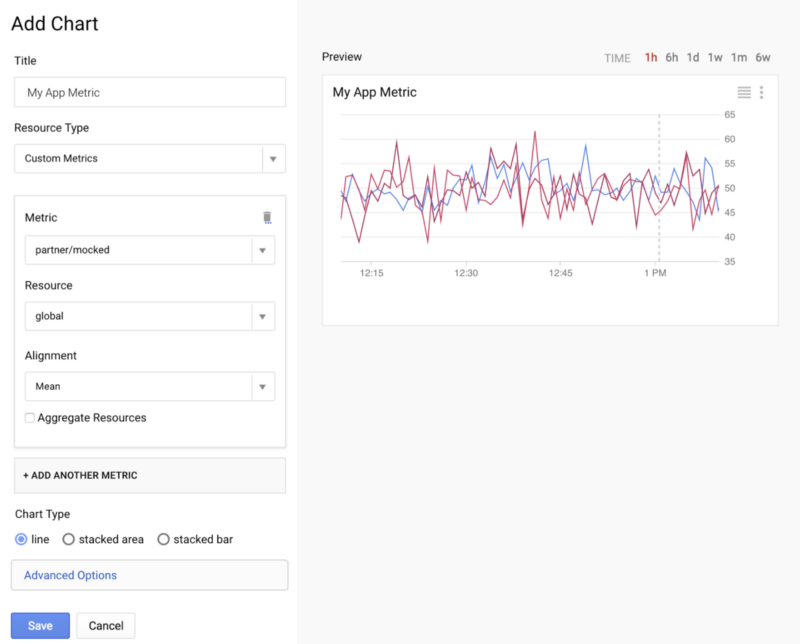 Add Chart
Title
My App Metric
Resource Type
Custom Metrics
Metric
partner/mocked
Resource
global
Alignment
Mean
Aggregate Resources
+ ADD ANOTHER METRIC
Chart Type
line stacked area stacked bar
Advanced Options
Save Cancel
Preview TIME 1h 6h 1d 1w 1m 6w
My App Metric
65
60
55
50
45
40
35
12:15 12:30 12:45 1 PM